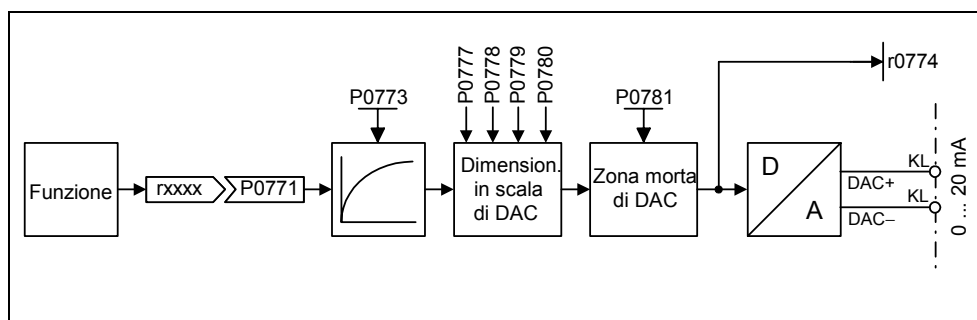 P0777
P0778
P0779
P0780
r0774
P0773
P0781
Funzione
rxxxx
P0771
Dimension.
in scala
di DAC
Zona morta
di DAC
D
A
KL
DAC+
KL
DAC−
0 ... 20 mA